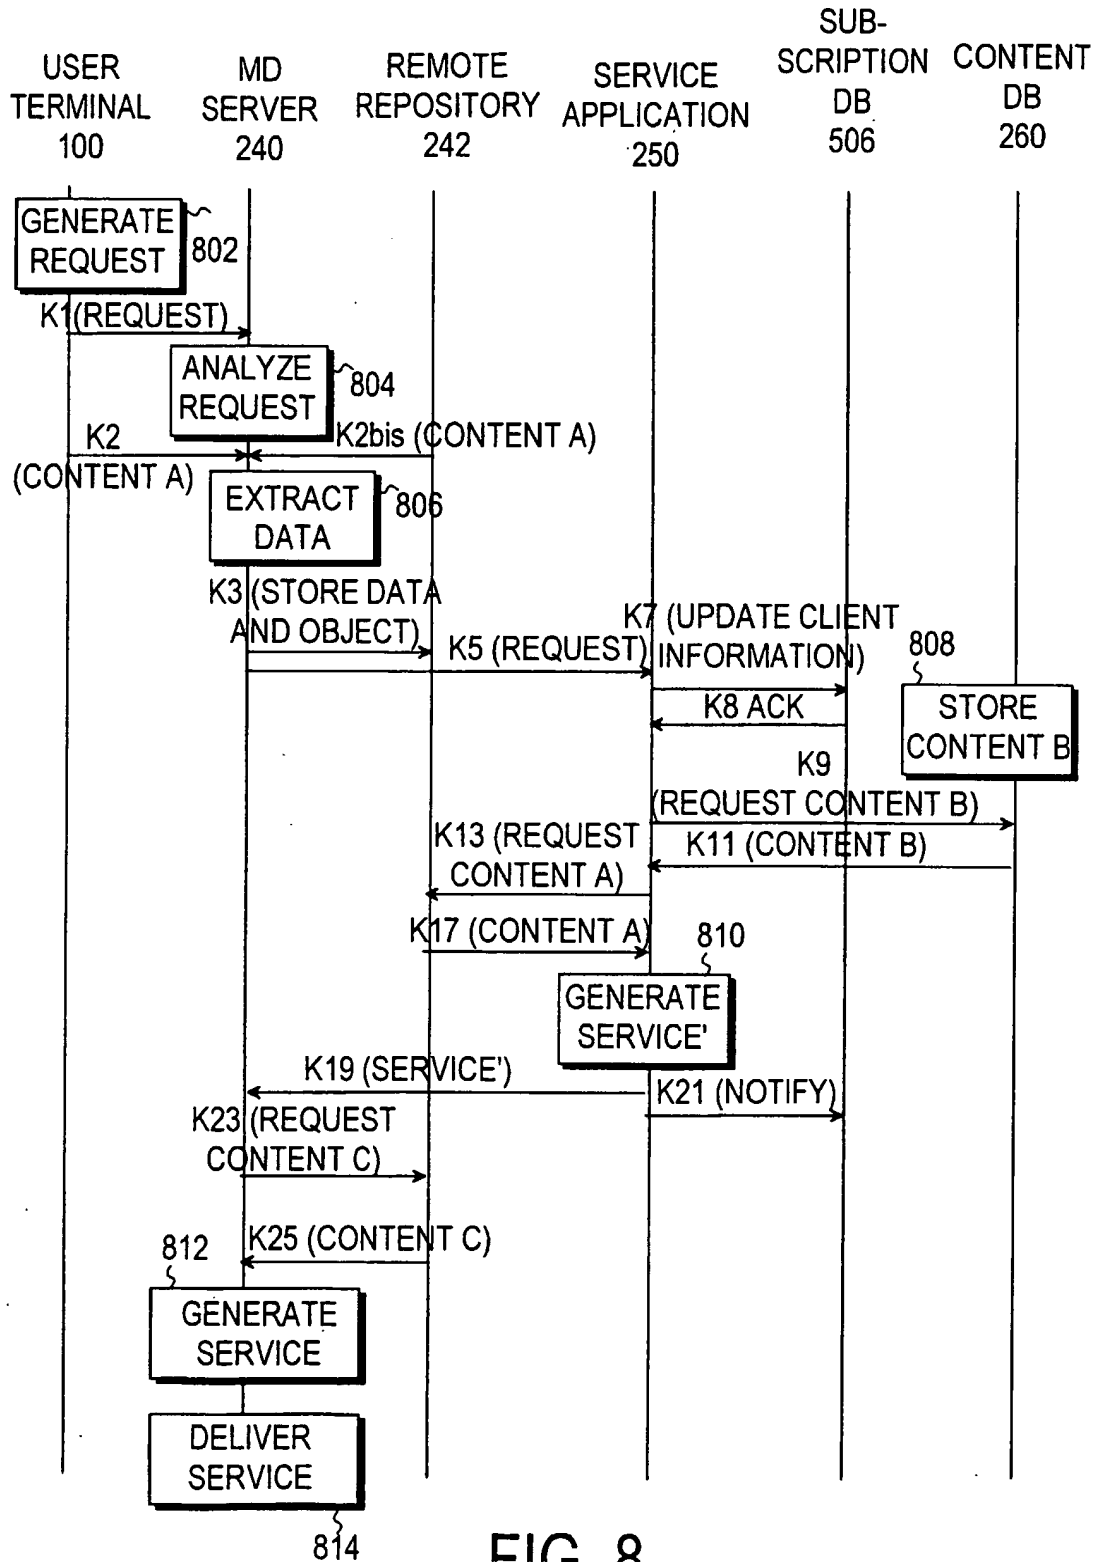 USER
TERMINAL
100
MD
SERVER
240
REMOTE
REPOSITORY
242
SERVICE
APPLICATION
250
SUB-
SCRIPTION
DB
506
CONTENT
DB
260
GENERATE
REQUEST
802
K1(REQUEST)
ANALYZE
REQUEST
804
K2
(CONTENT A)
K2bis (CONTENT A)
EXTRACT
DATA
806
K3 (STORE DATA
AND OBJECT)
K5 (REQUEST)
K7 (UPDATE CLIENT
INFORMATION)
K8 ACK
808
STORE
CONTENT B
K9
(REQUEST CONTENT B)
K11 (CONTENT B)
K13 (REQUEST
CONTENT A)
K17 (CONTENT A)
810
GENERATE
SERVICE'
K19 (SERVICE')
K21 (NOTIFY)
K23 (REQUEST
CONTENT C)
K25 (CONTENT C)
812
GENERATE
SERVICE
DELIVER
SERVICE
814
FIG. 8